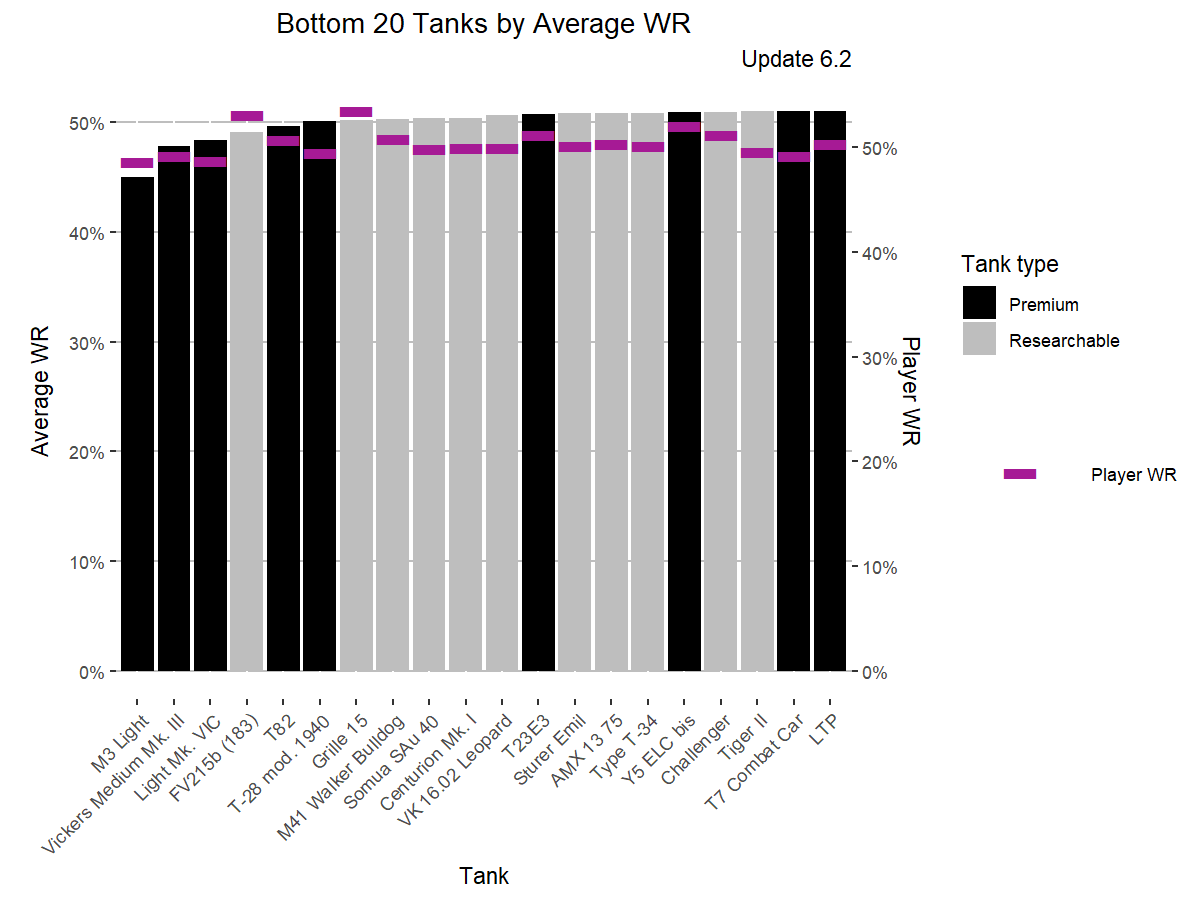 Bottom 20 Tanks by Average WR
Update 6.2
Average WR
50%
40%
30%
20%
10%
0%
50%
40%
30%
20%
10%
0%
Player WR
M3 Light
Vickers Medium Mk. III
Light Mk. VIC
FV215b (183)
T82
T-28 mod. 1940
Grille 15
M41 Walker Bulldog
Somua SAu 40
Centurion Mk. I
VK 16.02 Leopard
T23E3
Sturer Emil
AMX 13 75
Type T-34
Y5 ELC bis
Challenger
Tiger II
T7 Combat Car
LTP
Tank
Tank type
Premium
Researchable
Player WR